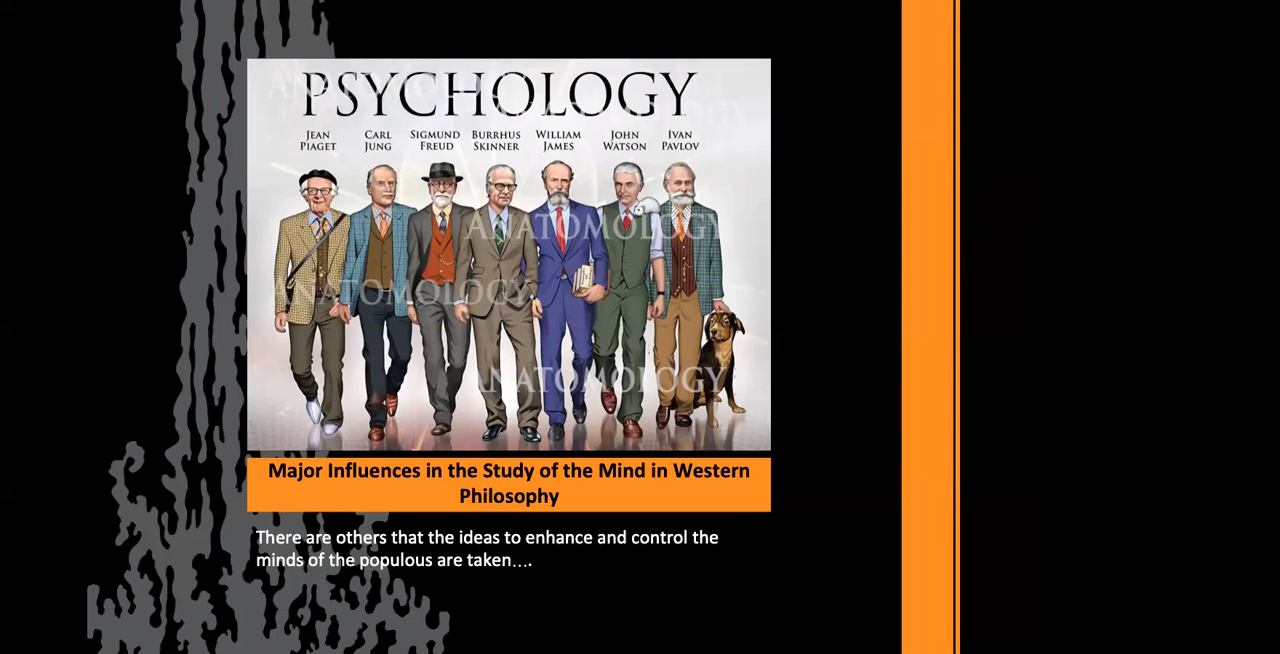 PSYCHOLOGY
JEAN PIAGET
CARL JUNG
SIGMUND FREUD
BURRHUS SKINNER
WILLIAM JAMES
JOHN WATSON
IVAN PAVLOV
ANATOMOLOGY
ANATOMOLOGY
ANATOMOLOGY
Major Influences in the Study of the Mind in Western
Philosophy
There are others that the ideas to enhance and control the
minds of the populous are taken….